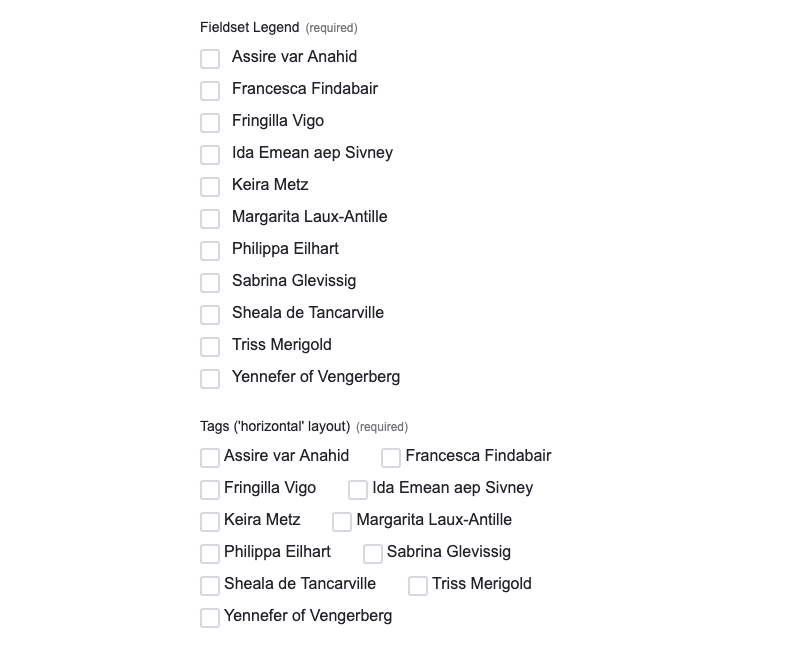 Fieldset Legend (required)
Assire var Anahid
Francesca Findabair
Fringilla Vigo
Ida Emean aep Sivney
Keira Metz
Margarita Laux-Antille
Philippa Eilhart
Sabrina Glevissig
Sheala de Tancarville
Triss Merigold
Yennefer of Vengerberg
Tags ('horizontal' layout) (required)
Assire var Anahid Francesca Findabair
Fringilla Vigo Ida Emean aep Sivney
Keira Metz Margarita Laux-Antille
Philippa Eilhart Sabrina Glevissig
Sheala de Tancarville Triss Merigold
Yennefer of Vengerberg